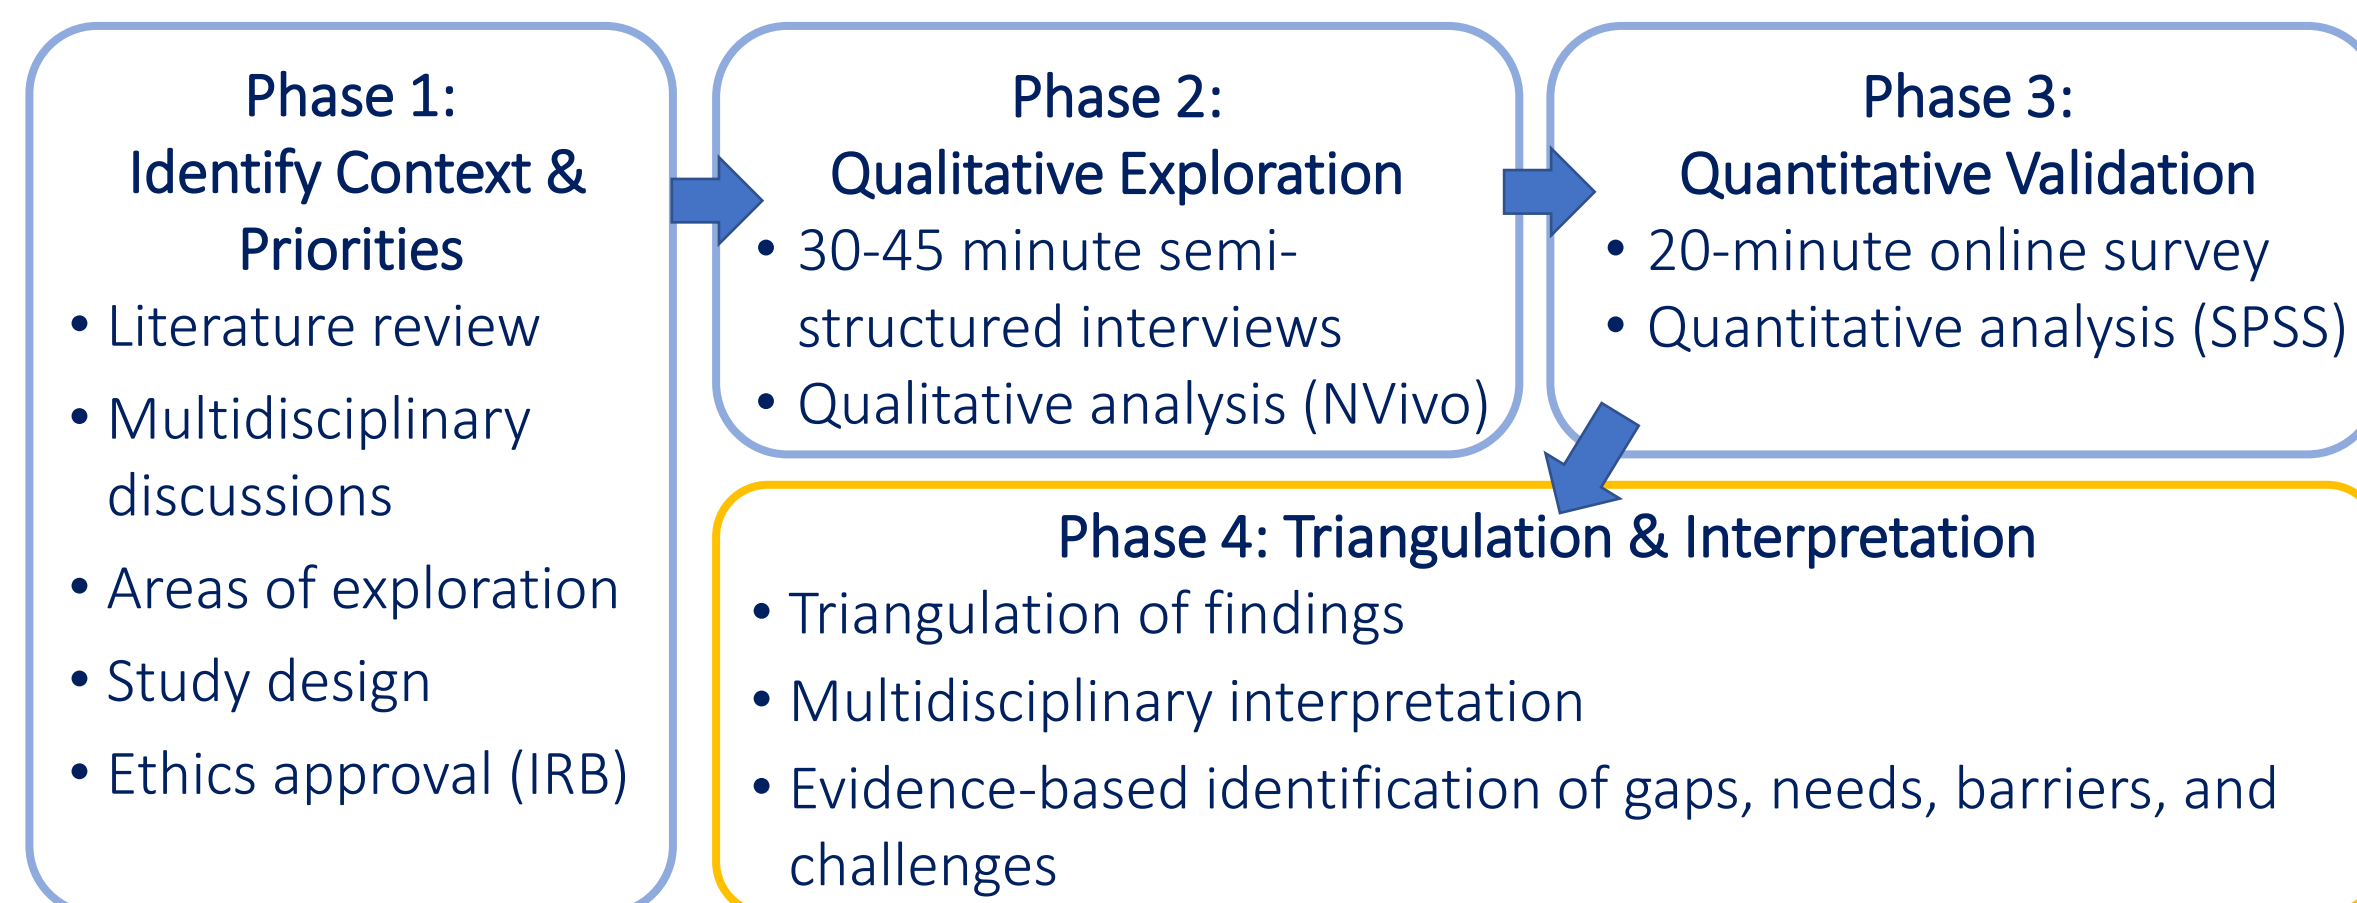 Phase 1:
Identify Context &
Priorities
• Literature review
• Multidisciplinary
discussions
• Areas of exploration
• Study design
• Ethics approval (IRB)
Phase 2:
Qualitative Exploration
• 30-45 minute semi-
structured interviews
• Qualitative analysis (NVivo)
Phase 3:
Quantitative Validation
• 20-minute online survey
• Quantitative analysis (SPSS)
Phase 4: Triangulation & Interpretation
• Triangulation of findings
• Multidisciplinary interpretation
• Evidence-based identification of gaps, needs, barriers, and
challenges